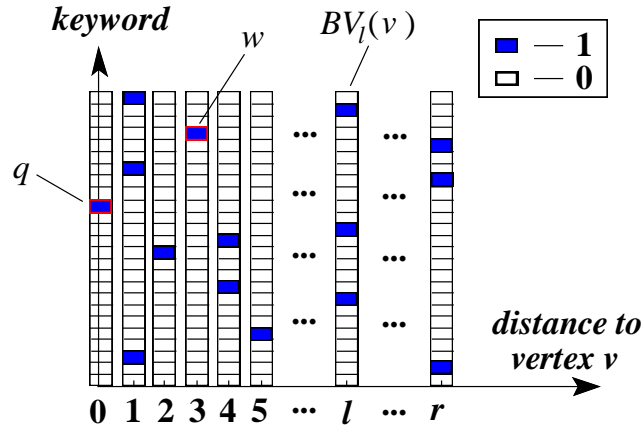 keyword
BV_l(v)
w
— 1
— 0
q
... ...
... ...
... ...
... ...
distance to
vertex v
0 1 2 3 4 5 ... l ... r